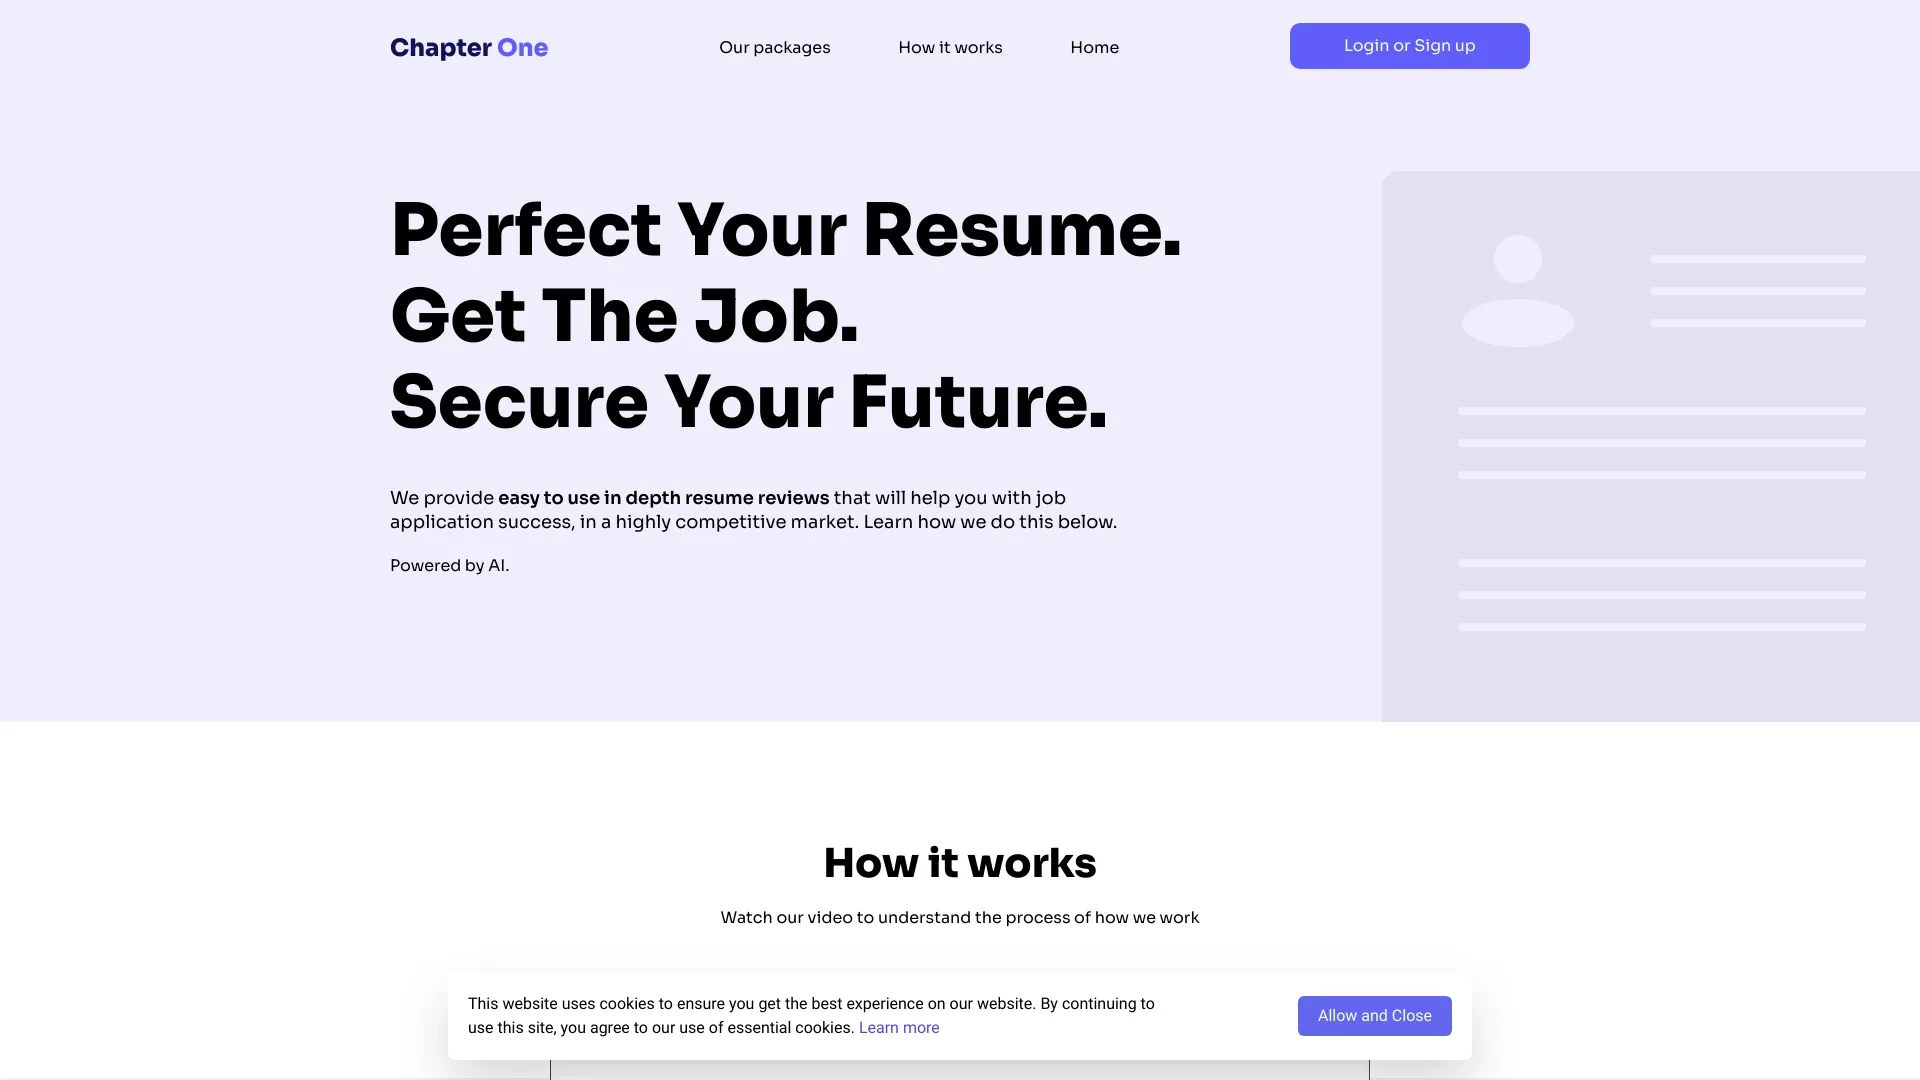 Chapter One
Our packages
How it works
Home
Login or Sign up
Perfect Your Resume.
Get The Job.
Secure Your Future.
We provide easy to use in depth resume reviews that will help you with job
application success, in a highly competitive market. Learn how we do this below.
Powered by AI.
How it works
Watch our video to understand the process of how we work
This website uses cookies to ensure you get the best experience on our website. By continuing to
use this site, you agree to our use of essential cookies. Learn more
Allow and Close